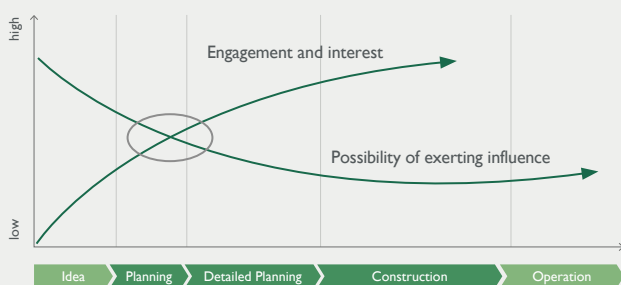 high
Engagement and interest
Possibility of exerting influence
low
Idea
Planning
Detailed Planning
Construction
Operation